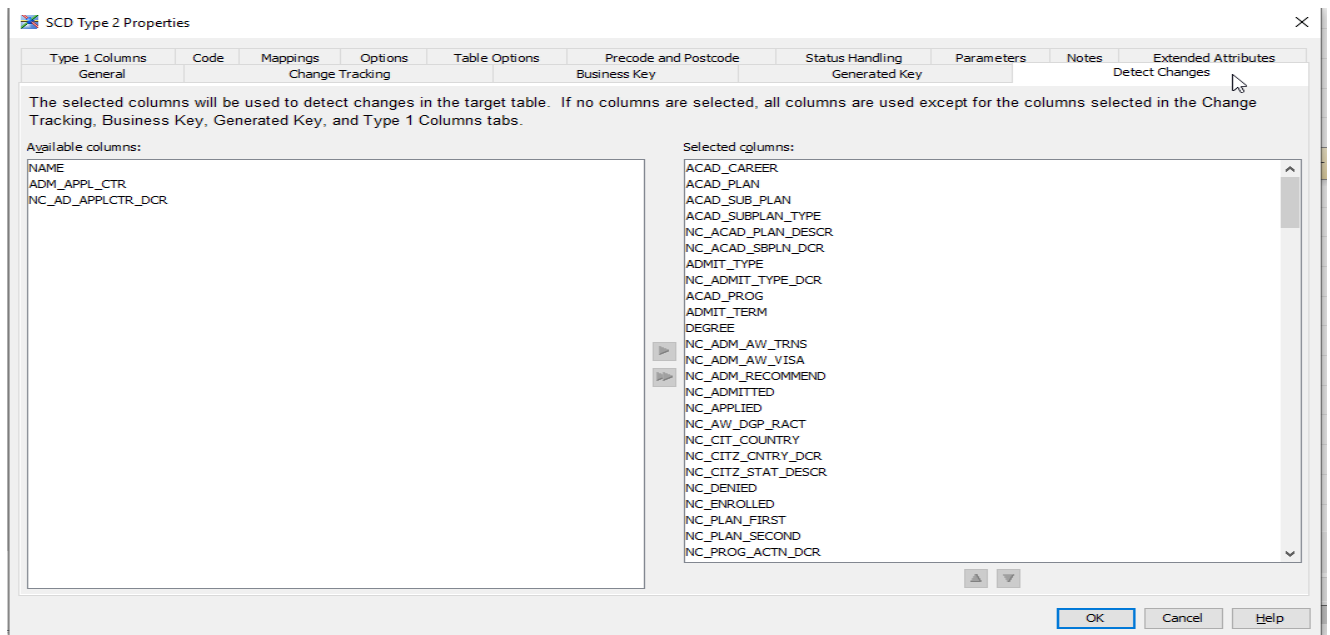 SCD Type 2 Properties
Type 1 Columns Code Mappings Options Table Options Precode and Postcode Status Handling Parameters Notes Extended Attributes
General Change Tracking Business Key Generated Key Detect Changes
The selected columns will be used to detect changes in the target table. If no columns are selected, all columns are used except for the columns selected in the Change
Tracking, Business Key, Generated Key, and Type 1 Columns tabs.
Available columns:
NAME
ADM_APPL_CTR
NC_AD_APPLCTR_DCR
Selected columns:
ACAD_CAREER
ACAD_PLAN
ACAD_SUB_PLAN
ACAD_SUBPLAN_TYPE
NC_ACAD_PLAN_DESCR
NC_ACAD_SBPLN_DCR
ADMIT_TYPE
NC_ADMIT_TYPE_DCR
ACAD_PROG
ADMIT_TERM
DEGREE
NC_ADM_AW_TRNS
NC_ADM_AW_VISA
NC_ADM_RECOMMEND
NC_ADMITTED
NC_APPLIED
NC_AW_DGP_RACT
NC_CIT_COUNTRY
NC_CITZ_CNTRY_DCR
NC_CITZ_STAT_DESCR
NC_DENIED
NC_ENROLLED
NC_PLAN_FIRST
NC_PLAN_SECOND
NC_PROG_ACTN_DCR
OK Cancel Help